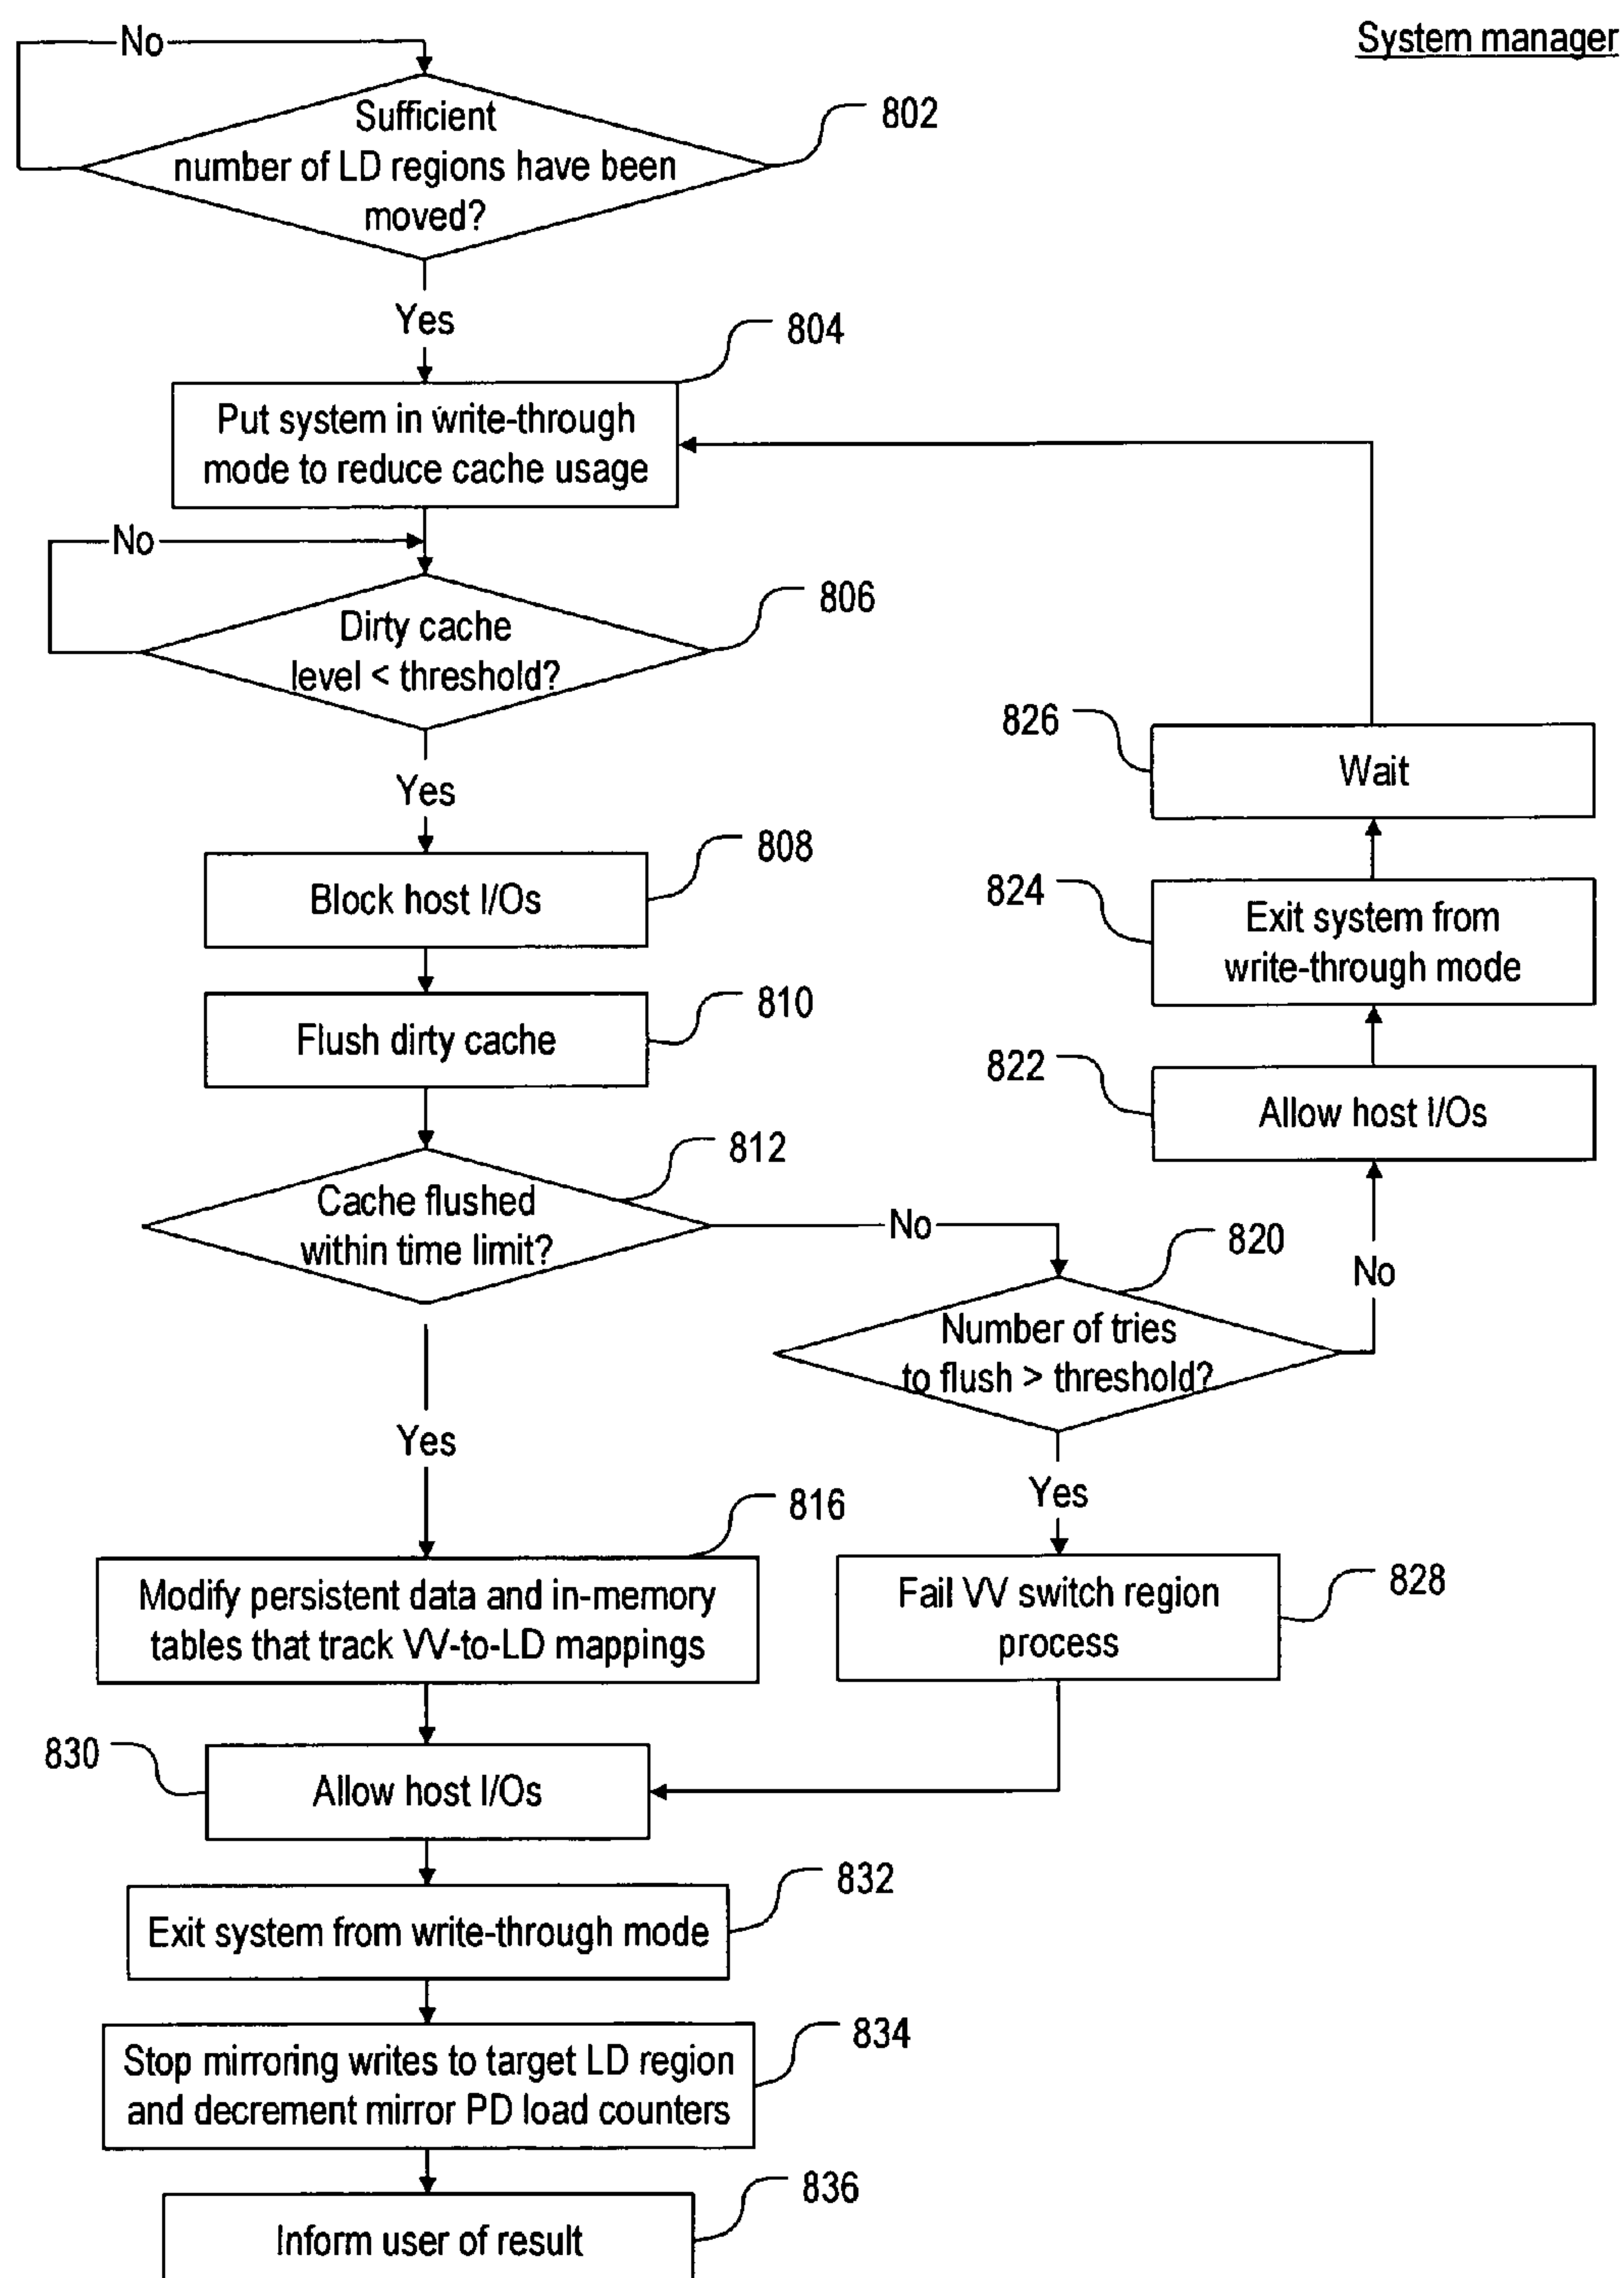 System manager
No
Sufficient
number of LD regions have been
moved?
802
Yes
804
Put system in write-through
mode to reduce cache usage
No
806
Dirty cache
level < threshold?
826
Wait
Yes
808
Block host I/Os
824
Exit system from
write-through mode
810
Flush dirty cache
822
Allow host I/Os
812
Cache flushed
within time limit?
No
820
No
Number of tries
to flush > threshold?
Yes
Yes
816
Modify persistent data and in-memory
tables that track VV-to-LD mappings
828
Fail VV switch region
process
830
Allow host I/Os
832
Exit system from write-through mode
834
Stop mirroring writes to target LD region
and decrement mirror PD load counters
836
Inform user of result